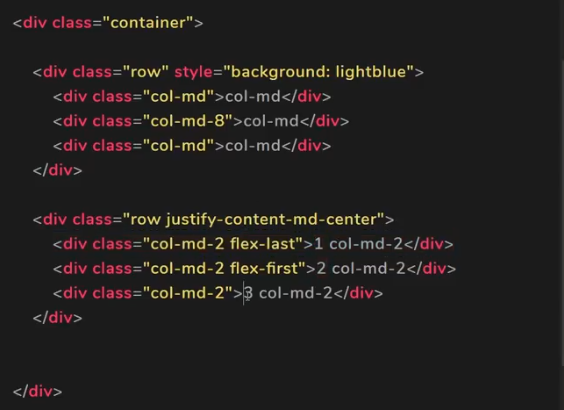 <div class="container">
<div class="row" style="background: lightblue">
<div class="col-md">col-md</div>
<div class="col-md-8">col-md</div>
<div class="col-md">col-md</div>
</div>
<div class="row justify-content-md-center">
<div class="col-md-2 flex-last">1 col-md-2</div>
<div class="col-md-2 flex-first">2 col-md-2</div>
<div class="col-md-2">3 col-md-2</div>
</div>
</div>